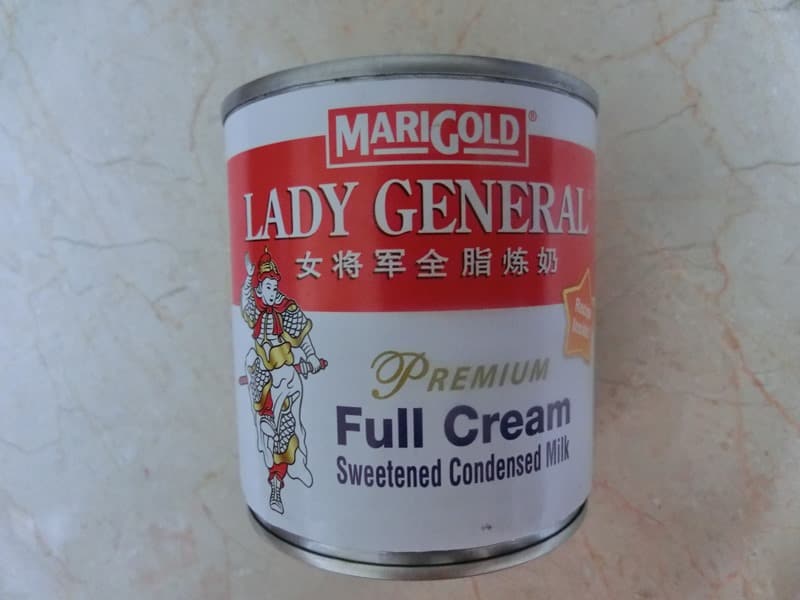 MARIGOLD®
LADY GENERAL
女将军全脂炼奶
PREMIUM
Full Cream
Sweetened Condensed Milk